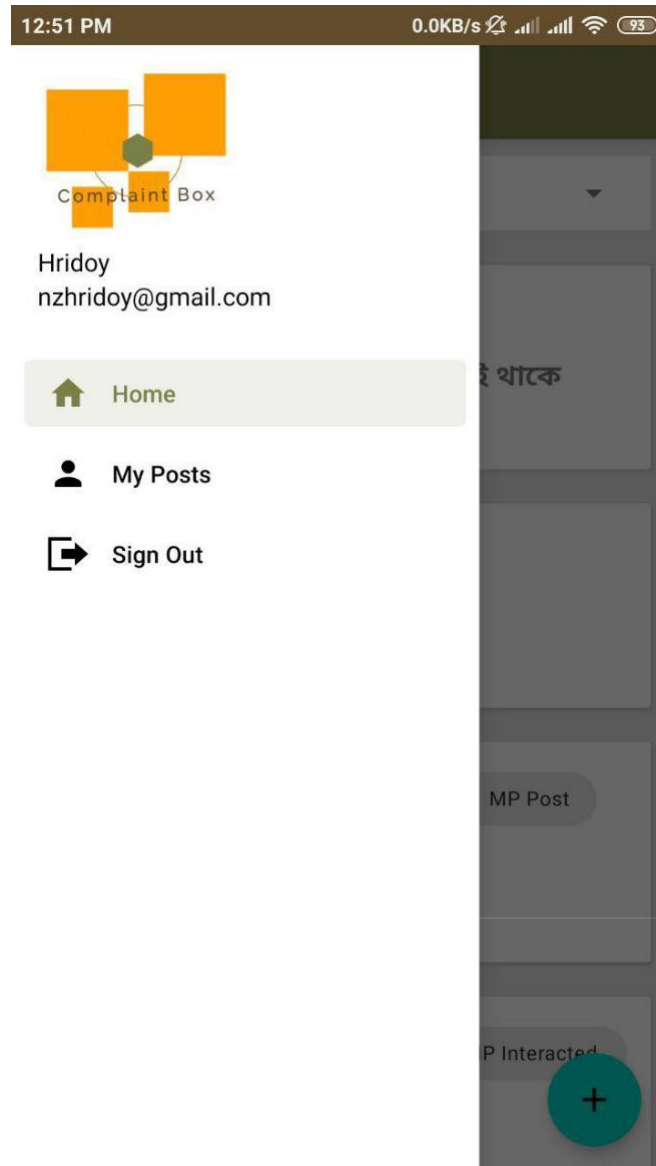 12:51 PM 0.0KB/s 93
Complaint Box
Hridoy
nzhridoy@gmail.com
থাকে
Home
My Posts
Sign Out
MP Post
Interacted